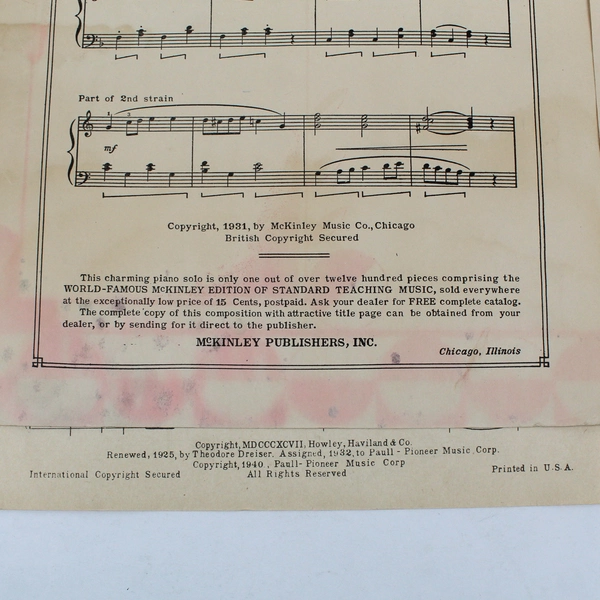 Part of 2nd strain
mf
Copyright, 1931, by McKinley Music Co., Chicago
British Copyright Secured
This charming piano solo is only one out of over twelve hundred pieces comprising the
WORLD-FAMOUS McKINLEY EDITION OF STANDARD TEACHING MUSIC, sold everywhere
at the exceptionally low price of 15 Cents, postpaid. Ask your dealer for FREE complete catalog.
The complete copy of this composition with attractive title page can be obtained from your
dealer, or by sending for it direct to the publisher.
McKINLEY PUBLISHERS, INC.
Chicago, Illinois
Copyright, MDCCCXCVII, Howley, Haviland & Co.
Renewed, 1925, by Theodore Dreiser. Assigned, 1932, to Paull - Pioneer Music Corp.
Copyright, 1940, Paull- Pioneer Music Corp
International Copyright Secured All Rights Reserved Printed in U.S.A.